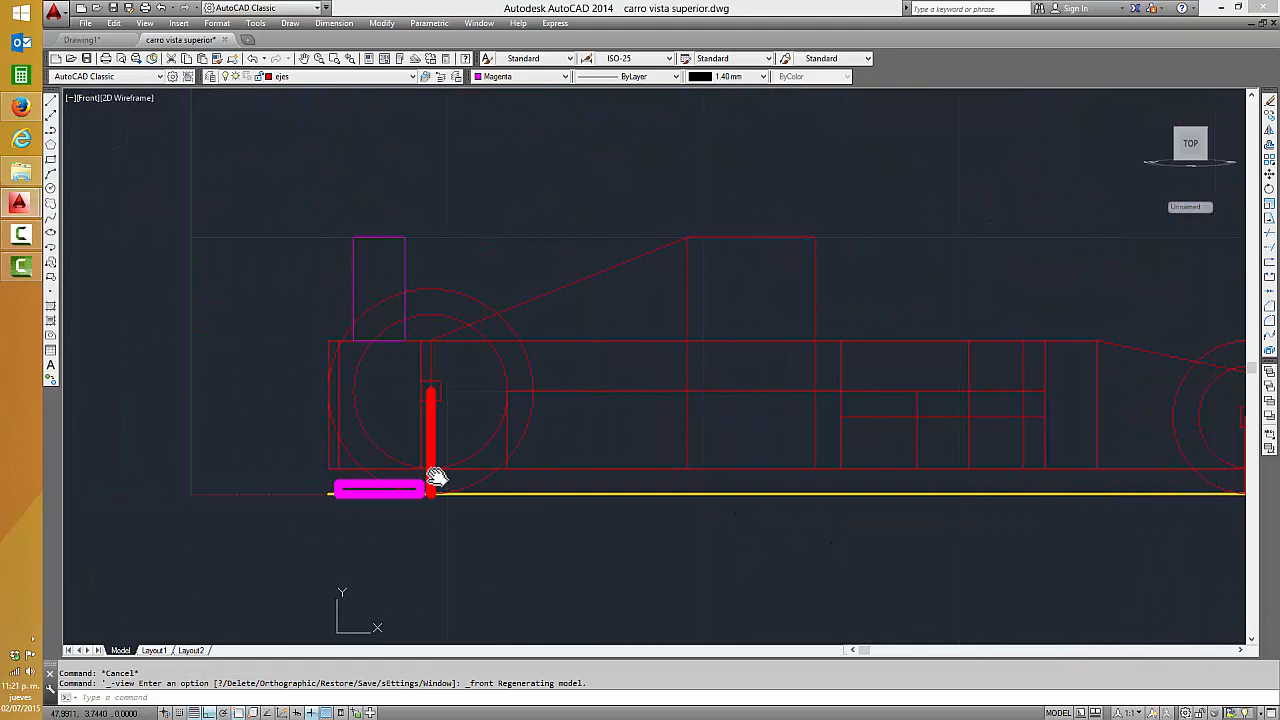 AutoCAD Classic
Autodesk AutoCAD 2014 carro vista superior.dwg
Type a keyword or phrase
Sign In
File Edit View Insert Format Tools Draw Dimension Modify Parametric Window Help Express
Drawing1* carro vista superior*
Standard ISO-25 Standard Standard
AutoCAD Classic ejes Magenta ByLayer 1.40 mm ByColor
[−][Front][2D Wireframe]
TOP
Unnamed
Y
X
Model Layout1 Layout2
Command: *Cancel*
Command: '_-view Enter an option [?/Delete/Orthographic/Restore/Save/sEttings/Window]: _front Regenerating model.
Type a command
47.9911, 3.7440, 0.0000
MODEL
1:1
11:21 p. m.
jueves
02/07/2015